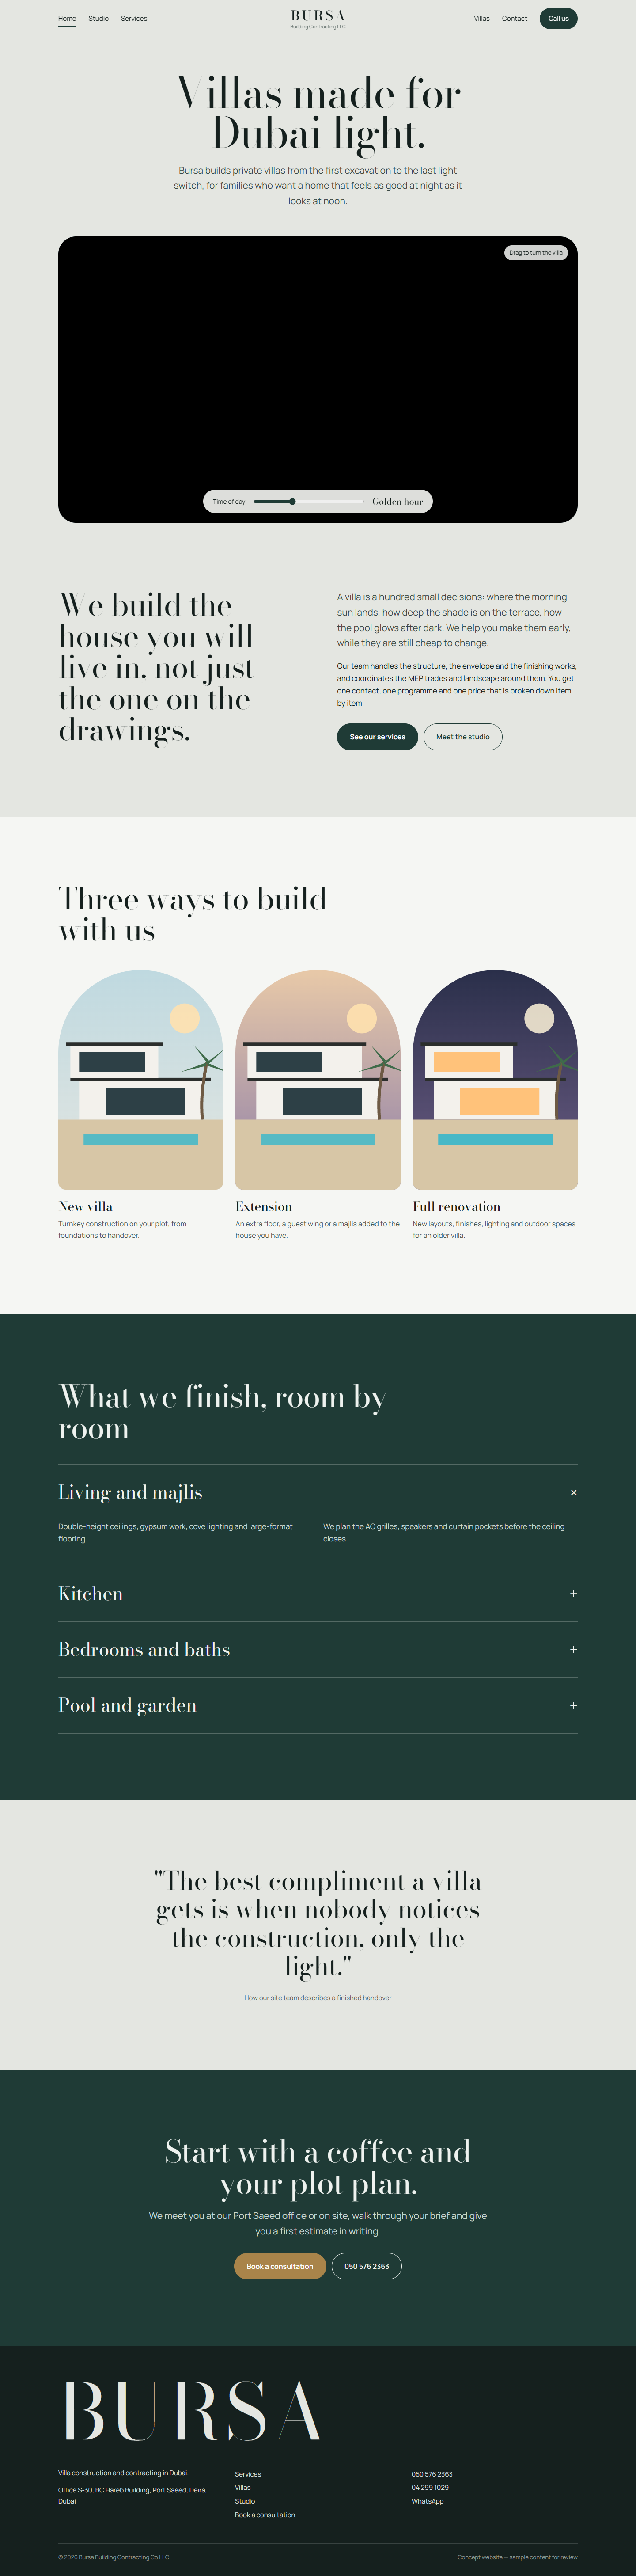 Home
Studio
Services
BURSA
Building Contracting LLC
Villas
Contact
Call us
Villas made for
Dubai light.
Bursa builds private villas from the first excavation to the last light
switch, for families who want a home that feels as good at night as it
looks at noon.
Drag to turn the villa
Time of day
Golden hour
We build the
house you will
live in, not just
the one on the
drawings.
A villa is a hundred small decisions: where the morning
sun lands, how deep the shade is on the terrace, how
the pool glows after dark. We help you make them early,
while they are still cheap to change.
Our team handles the structure, the envelope and the finishing works,
and coordinates the MEP trades and landscape around them. You get
one contact, one programme and one price that is broken down item
by item.
See our services
Meet the studio
Three ways to build
with us
New villa
Turnkey construction on your plot, from
foundations to handover.
Extension
An extra floor, a guest wing or a majlis added to the
house you have.
Full renovation
New layouts, finishes, lighting and outdoor spaces
for an older villa.
What we finish, room by
room
Living and majlis
Double-height ceilings, gypsum work, cove lighting and large-format
flooring.
We plan the AC grilles, speakers and curtain pockets before the ceiling
closes.
Kitchen
Bedrooms and baths
Pool and garden
"The best compliment a villa
gets is when nobody notices
the construction, only the
light."
How our site team describes a finished handover
Start with a coffee and
your plot plan.
We meet you at our Port Saeed office or on site, walk through your brief and give
you a first estimate in writing.
Book a consultation
050 576 2363
BURSA
Villa construction and contracting in Dubai.
Office S-30, BC Hareb Building, Port Saeed, Deira,
Dubai
Services
Villas
Studio
Book a consultation
050 576 2363
04 299 1029
WhatsApp
© 2026 Bursa Building Contracting Co LLC
Concept website — sample content for review